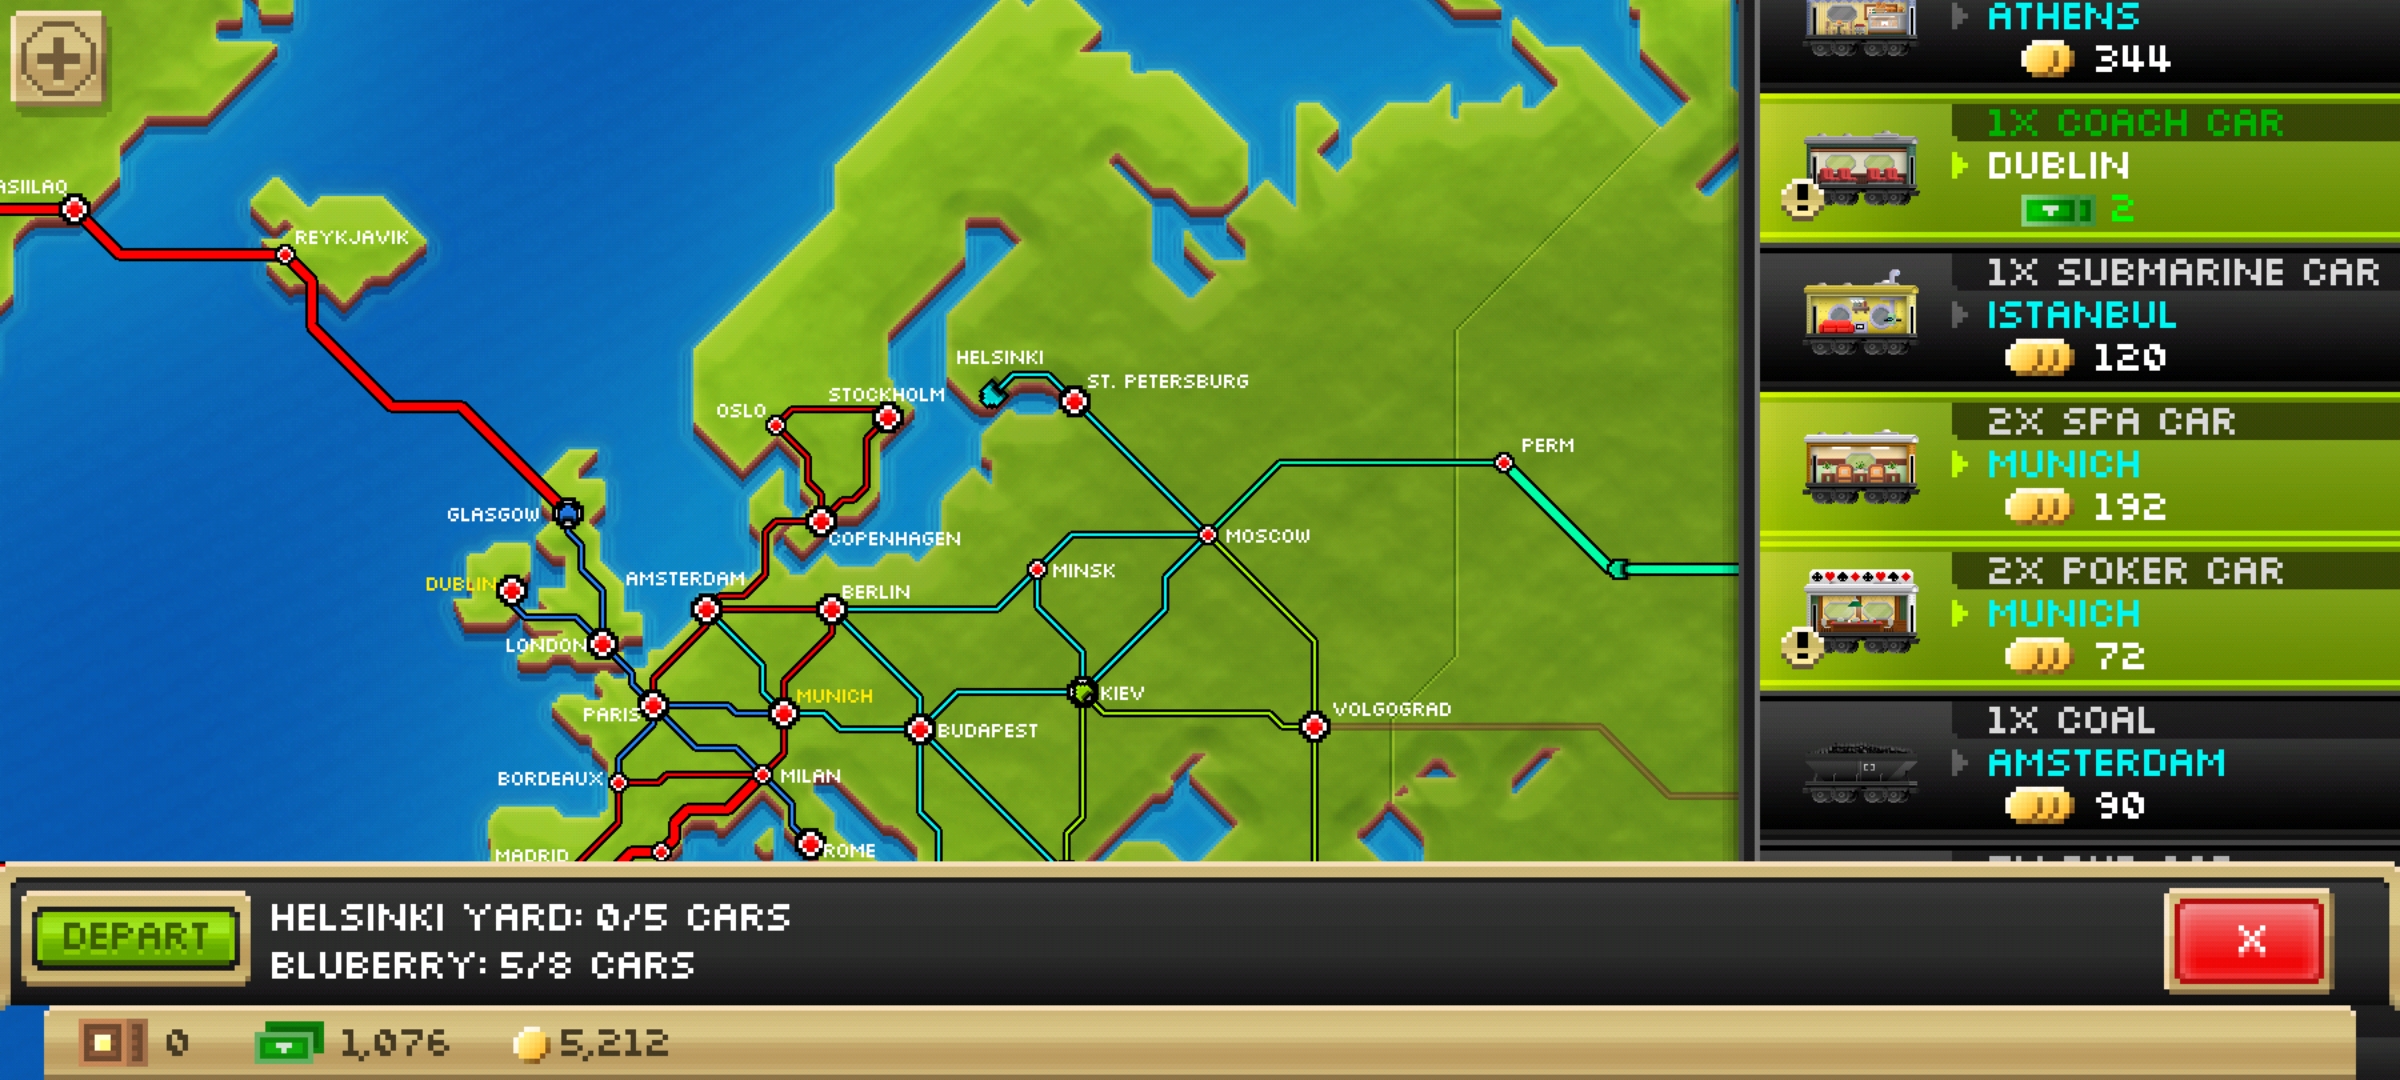 ASIILAQ
REYKJAVIK
HELSINKI
ST. PETERSBURG
STOCKHOLM
OSLO
PERM
GLASGOW
COPENHAGEN
MOSCOW
MINSK
AMSTERDAM
DUBLIN
BERLIN
LONDON
MUNICH
KIEV
PARIS
VOLGOGRAD
BUDAPEST
BORDEAUX
MILAN
MADRID
ROME
ATHENS
344
1X COACH CAR
DUBLIN
2
1X SUBMARINE CAR
ISTANBUL
120
2X SPA CAR
MUNICH
192
2X POKER CAR
MUNICH
72
1X COAL
AMSTERDAM
90
DEPART
HELSINKI YARD: 0/5 CARS
BLUBERRY: 5/8 CARS
X
0
1,076
5,212